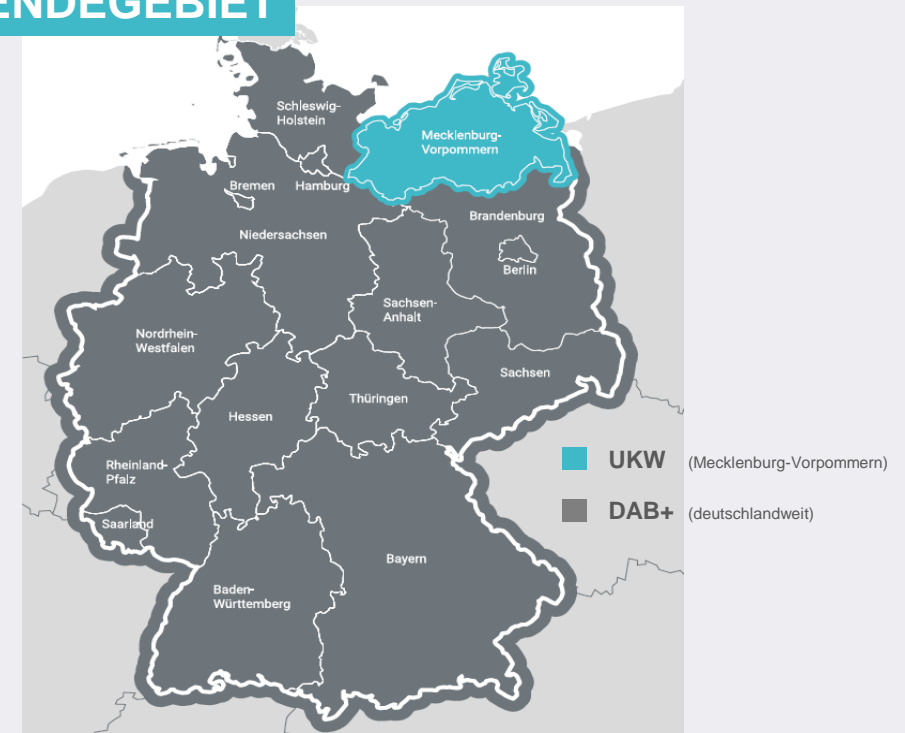 ENDEGEBIET
Schleswig-
Holstein
Mecklenburg-
Vorpommern
Bremen
Hamburg
Brandenburg
Niedersachsen
Berlin
Sachsen-
Anhalt
Nordrhein-
Westfalen
Sachsen
Thüringen
Hessen
UKW (Mecklenburg-Vorpommern)
Rheinland-
Pfalz
DAB+ (deutschlandweit)
Saarland
Bayern
Baden-
Württemberg